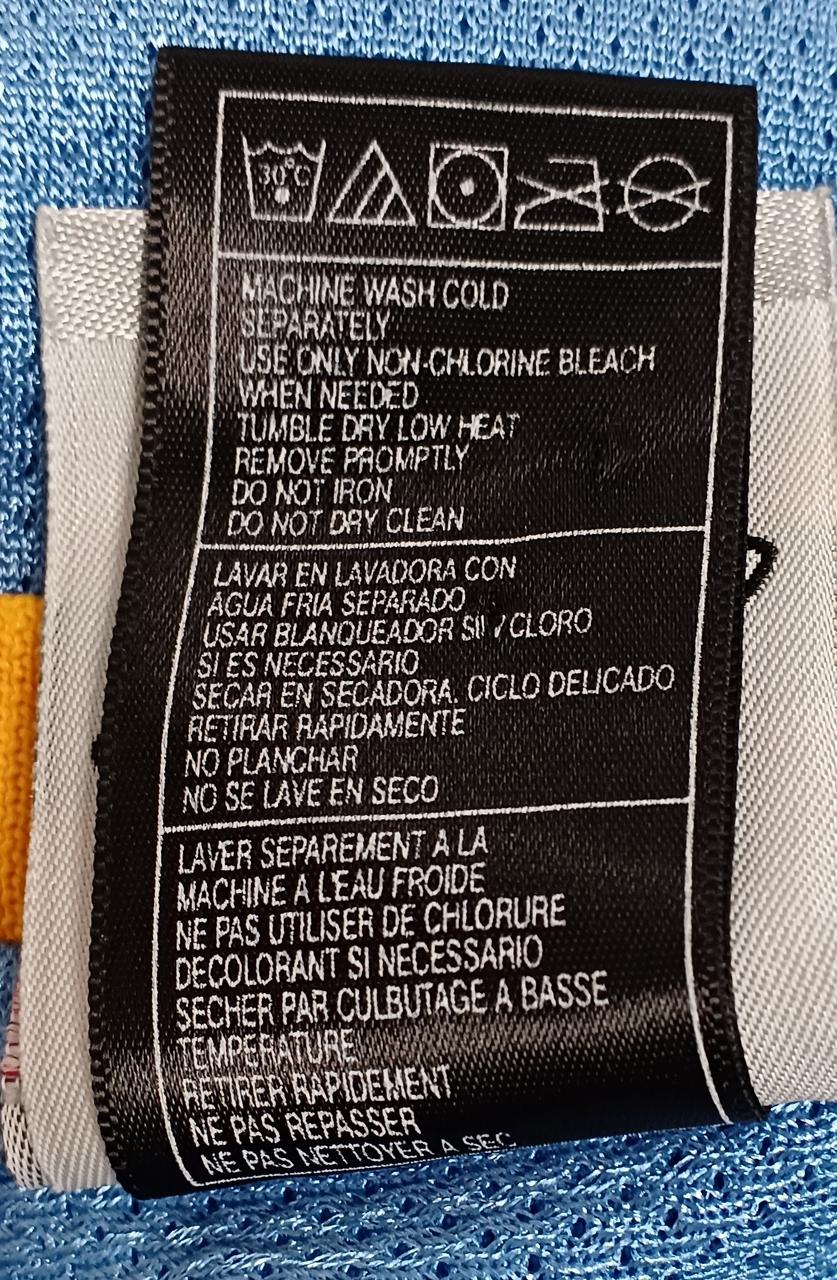 30°C
MACHINE WASH COLD
SEPARATELY
USE ONLY NON-CHLORINE BLEACH
WHEN NEEDED
TUMBLE DRY LOW HEAT
REMOVE PROMPTLY
DO NOT IRON
DO NOT DRY CLEAN
LAVAR EN LAVADORA CON
AGUA FRIA SEPARADO
USAR BLANQUEADOR CLORO
SI ES NECESSARIO
SECAR EN SECADORA. CICLO DELICADO
RETIRAR RAPIDAMENTE
NO PLANCHAR
NO SE LAVE EN SECO
LAVER SEPAREMENT A LA
MACHINE A L'EAU FROIDE
NE PAS UTILISER DE CHLORURE
DECOLORANT SI NECESSARIO
SECHER PAR CULBUTAGE A BASSE
TEMPERATURE
RETIRER RAPIDEMENT
NE PAS REPASSER
NE PAS NETTOYER A SEC